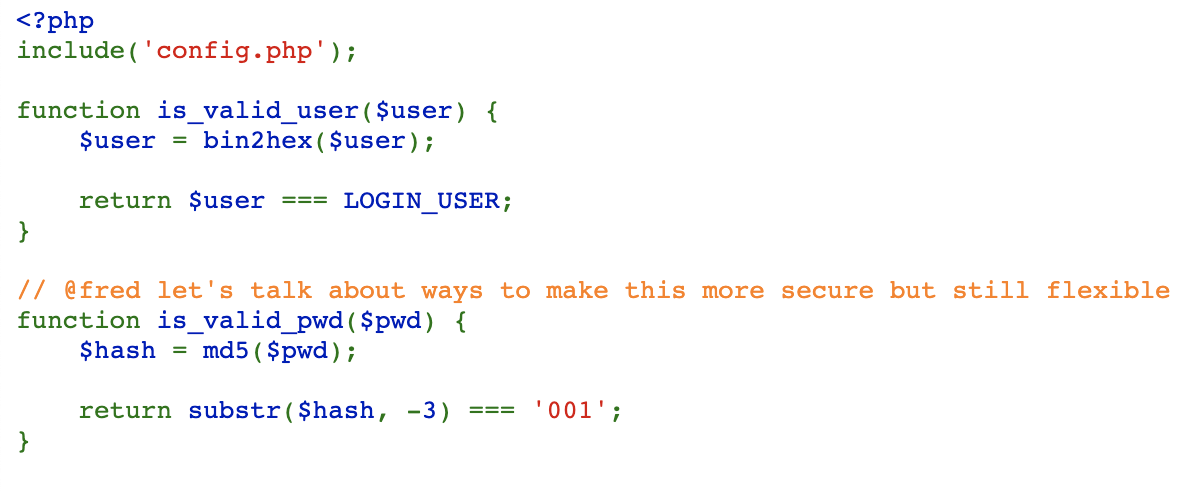 <?php
include('config.php');

function is_valid_user($user) {
    $user = bin2hex($user);

    return $user === LOGIN_USER;
}

// @fred let's talk about ways to make this more secure but still flexible
function is_valid_pwd($pwd) {
    $hash = md5($pwd);

    return substr($hash, -3) === '001';
}